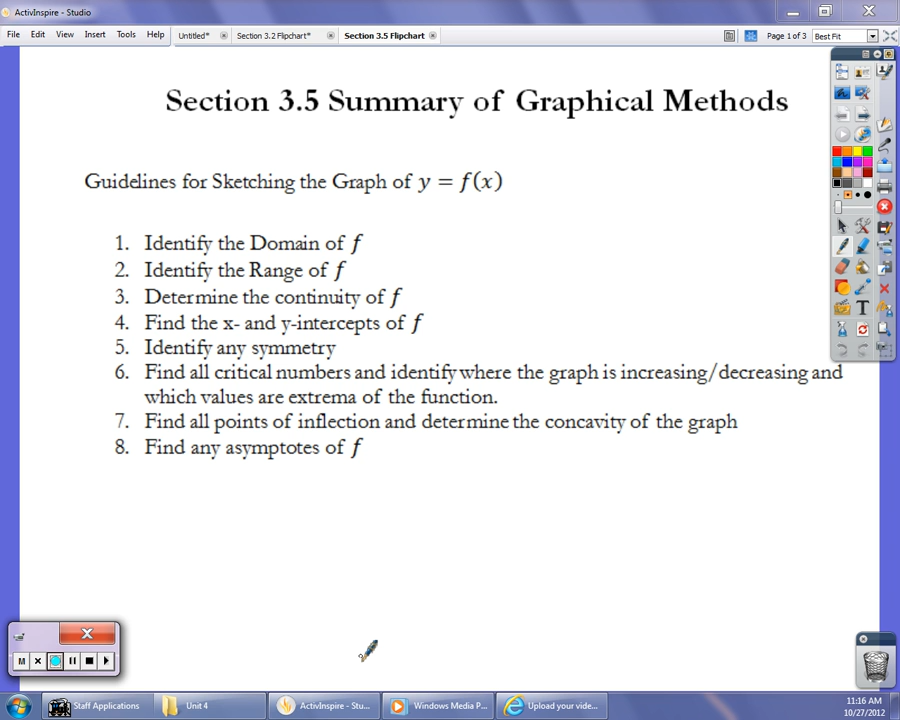 ActivInspire - Studio
File Edit View Insert Tools Help Untitled* Section 3.2 Flipchart* Section 3.5 Flipchart Page 1 of 3 Best Fit
Section 3.5 Summary of Graphical Methods
Guidelines for Sketching the Graph of y = f(x)
1. Identify the Domain of f
2. Identify the Range of f
3. Determine the continuity of f
4. Find the x- and y-intercepts of f
5. Identify any symmetry
6. Find all critical numbers and identify where the graph is increasing/decreasing and
which values are extrema of the function.
7. Find all points of inflection and determine the concavity of the graph
8. Find any asymptotes of f
T
M
Staff Applications Unit 4 ActivInspire - Stu... Windows Media P... Upload your vide... 11:16 AM
10/27/2012